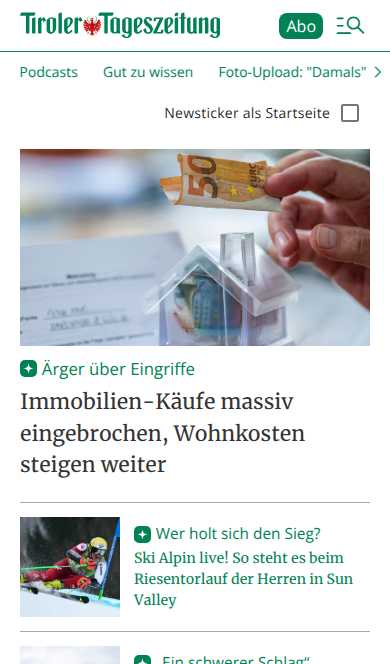 Tiroler Tageszeitung
Abo
Podcasts Gut zu wissen Foto-Upload: "Damals"
Newsticker als Startseite
50
EURO
Ärger über Eingriffe
Immobilien-Käufe massiv
eingebrochen, Wohnkosten
steigen weiter
Wer holt sich den Sieg?
Ski Alpin live! So steht es beim
Riesentorlauf der Herren in Sun
Valley
„Ein schwerer Schlag“